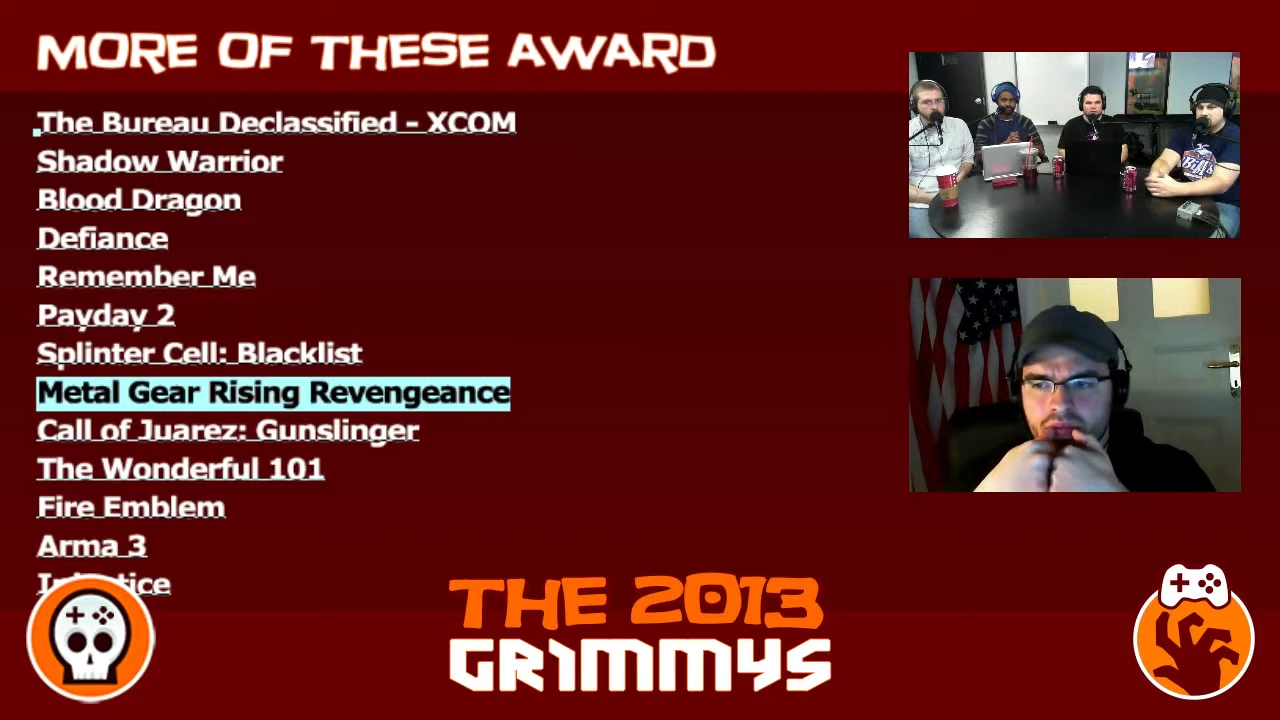 MORE OF THESE AWARD
The Bureau Declassified - XCOM
Shadow Warrior
Blood Dragon
Defiance
Remember Me
Payday 2
Splinter Cell: Blacklist
Metal Gear Rising Revengeance
Call of Juarez: Gunslinger
The Wonderful 101
Fire Emblem
Arma 3
THE 2013
GRIMMYS